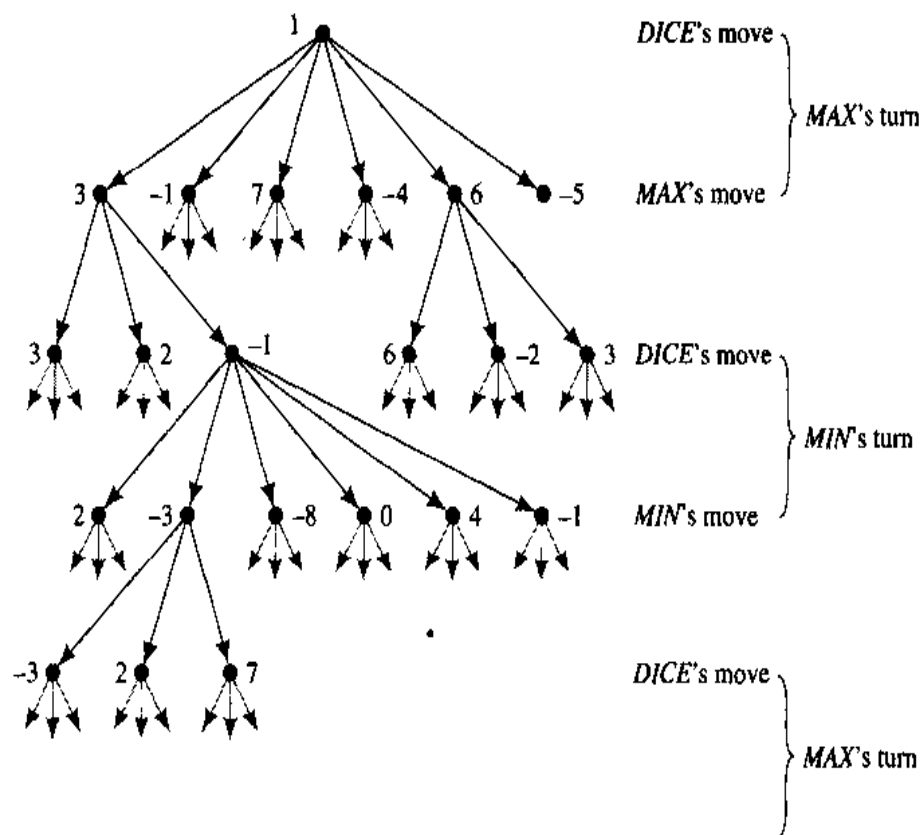 1 DICE's move
MAX's turn
3 –1 7 –4 6 –5 MAX's move
3 2 –1 6 –2 3 DICE's move
MIN's turn
2 –3 –8 0 4 –1 MIN's move
–3 2 7 DICE's move
MAX's turn